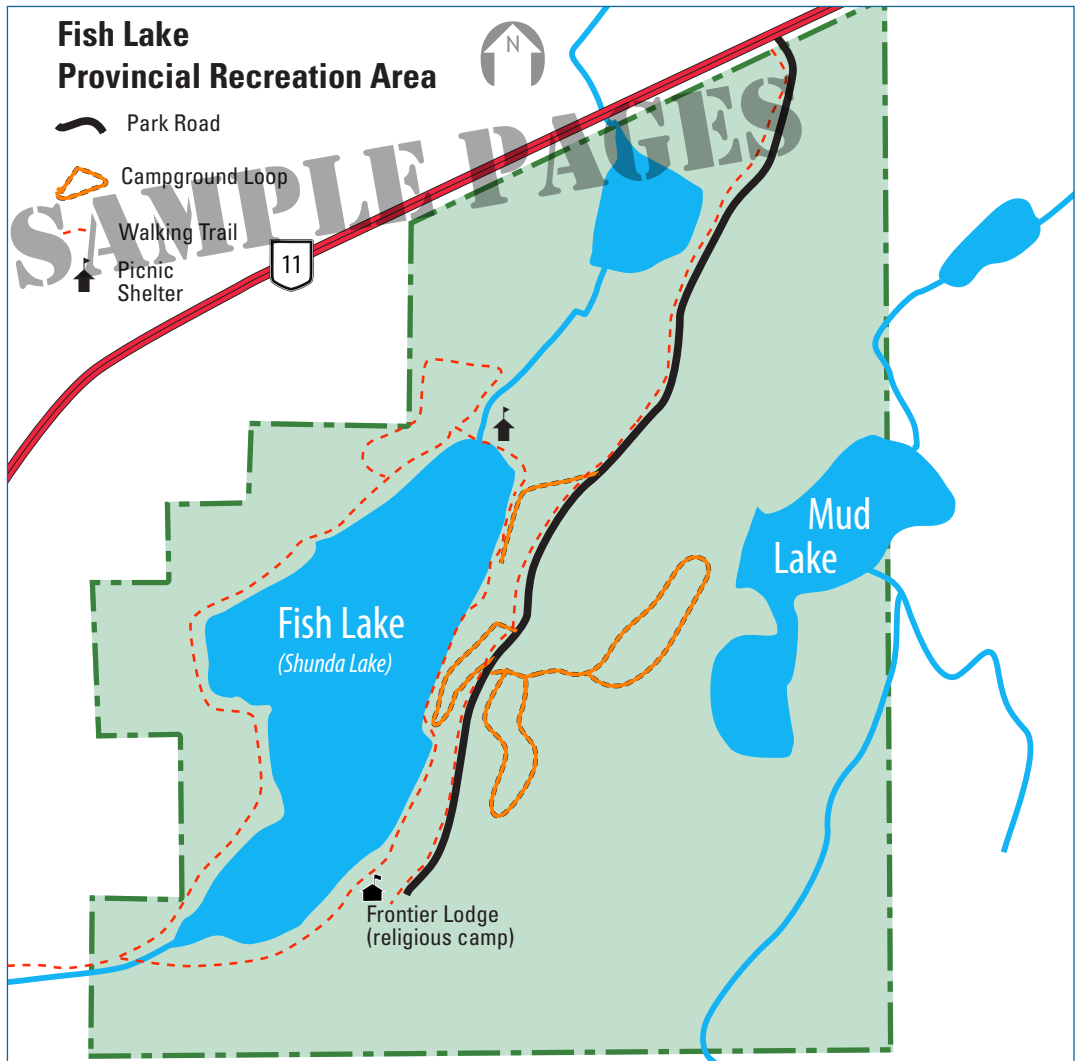 Fish Lake
Provincial Recreation Area
N
Park Road
SAMPLE PAGES
Campground Loop
Walking Trail
11
Picnic
Shelter
Mud
Lake
Fish Lake
(Shunda Lake)
Frontier Lodge
(religious camp)